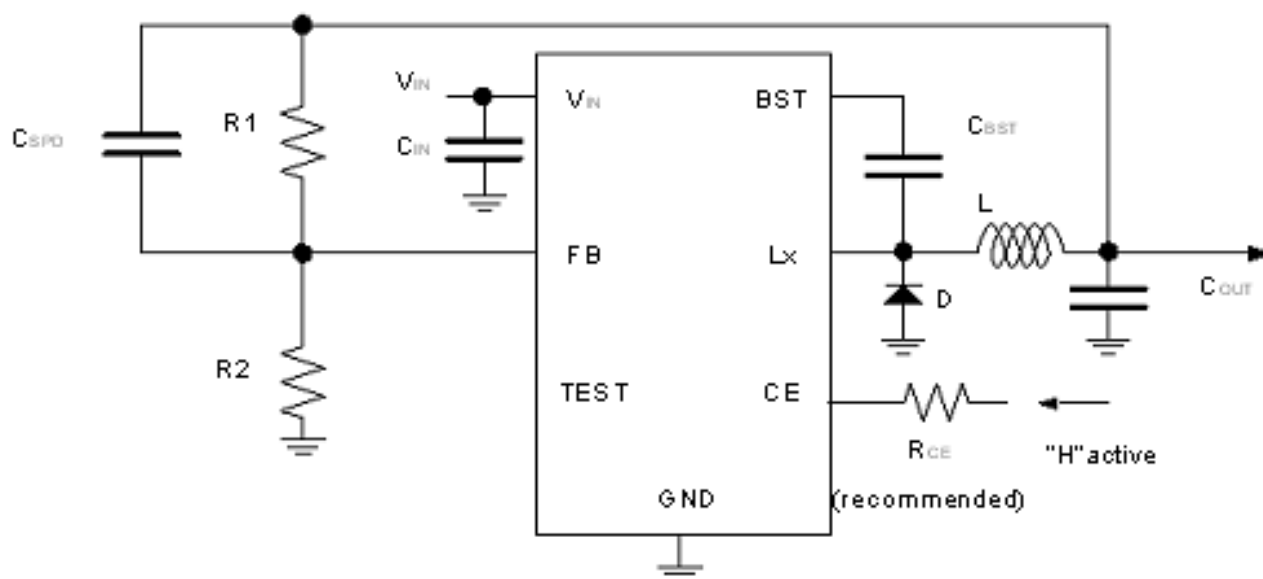 VIN
VIN
BST
CSPD
R1
CIN
CBST
L
FB
Lx
D
COUT
R2
TEST
CE
RCE
"H"active
GND
(recommended)